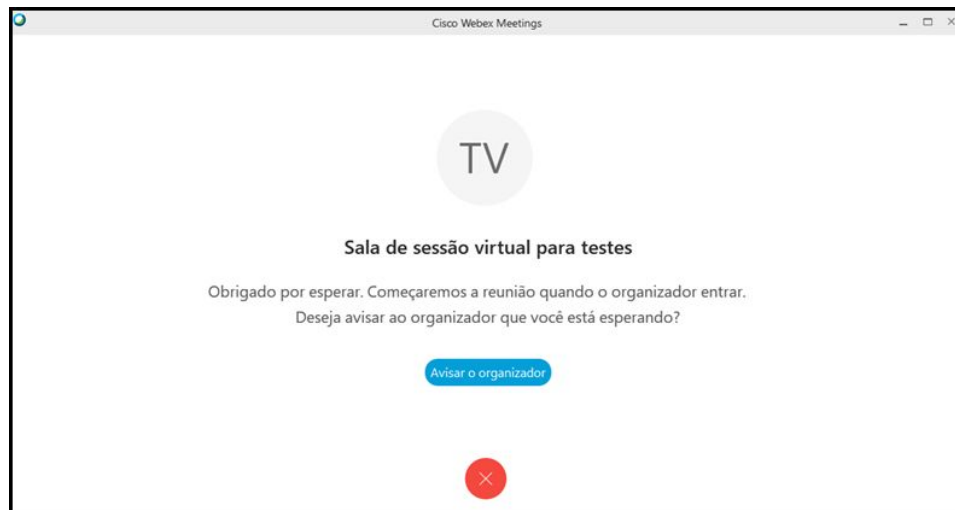 Cisco Webex Meetings
TV
Sala de sessão virtual para testes
Obrigado por esperar. Começaremos a reunião quando o organizador entrar.
Deseja avisar ao organizador que você está esperando?
Avisar o organizador